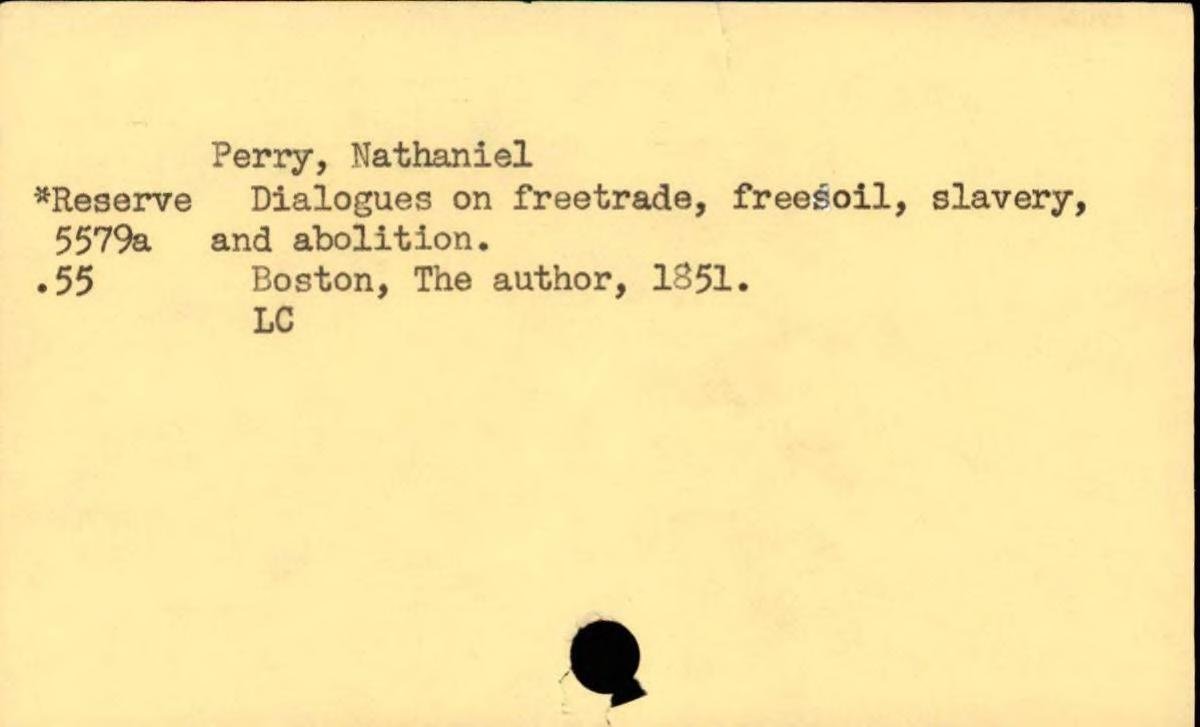 Perry, Nathaniel
*Reserve Dialogues on freetrade, freesoil, slavery,
5579a and abolition.
.55 Boston, The author, 1851.
LC